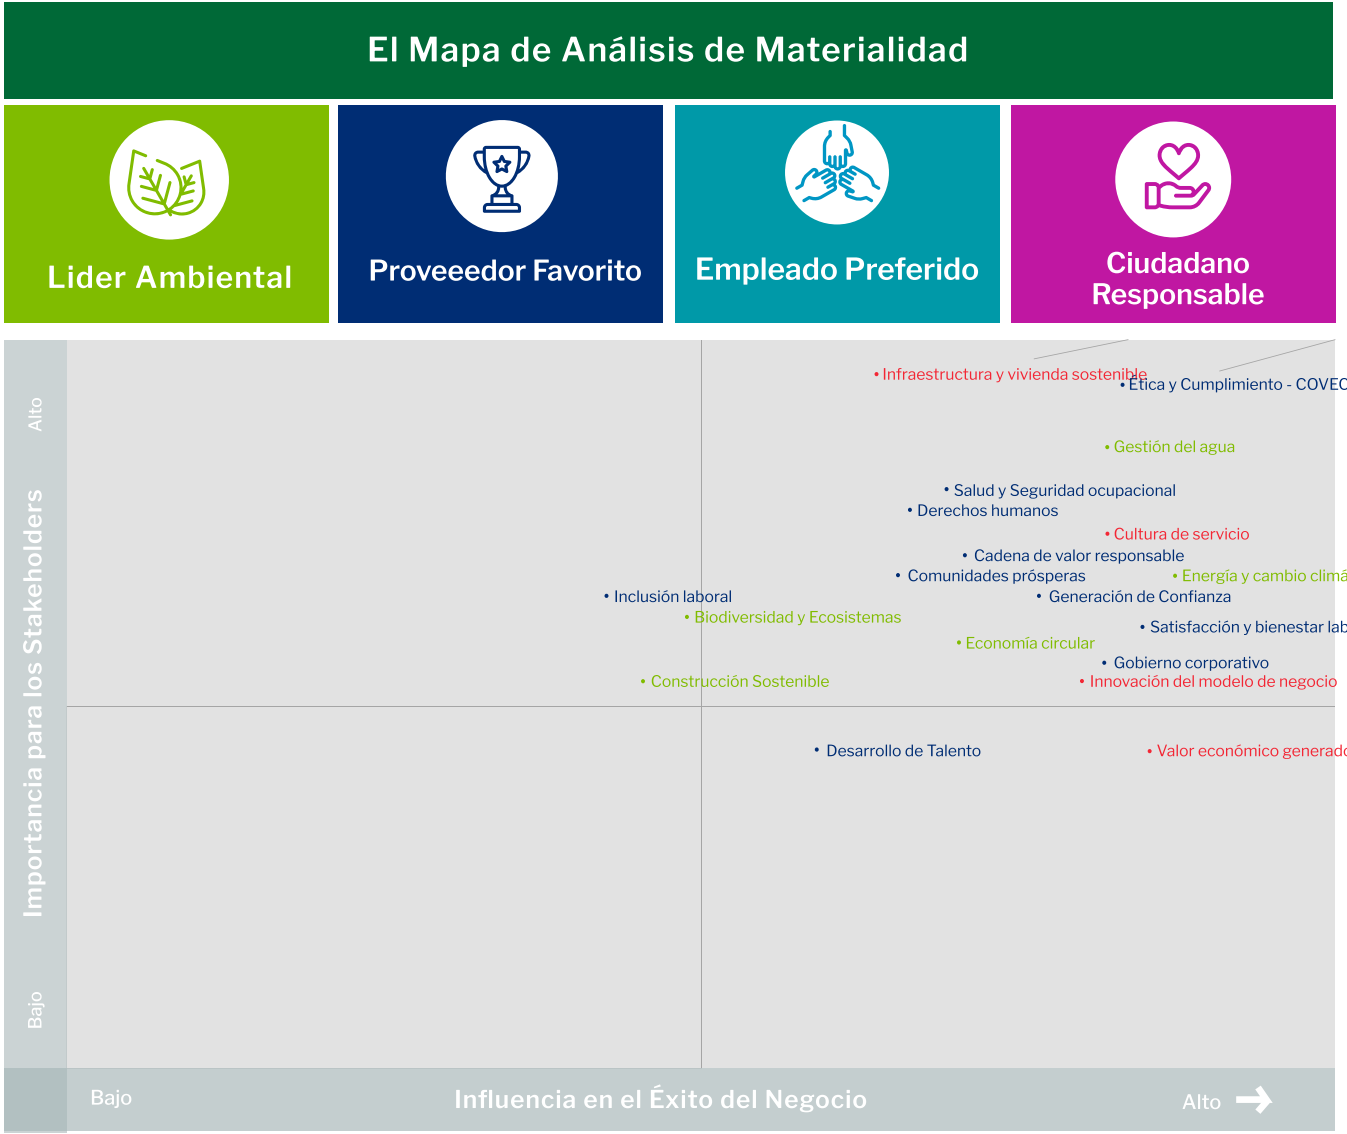 El Mapa de Análisis de Materialidad
Lider Ambiental
Proveeedor Favorito
Empleado Preferido
Ciudadano
Responsable
Alto
Importancia para los Stakeholders
Bajo
• Infraestructura y vivienda sostenible
• Ética y Cumplimiento - COVEC
• Gestión del agua
• Salud y Seguridad ocupacional
• Derechos humanos
• Cultura de servicio
• Cadena de valor responsable
• Comunidades prósperas
• Energía y cambio climá
• Inclusión laboral
• Generación de Confianza
• Biodiversidad y Ecosistemas
• Satisfacción y bienestar lab
• Economía circular
• Gobierno corporativo
• Construcción Sostenible
• Innovación del modelo de negocio
• Desarrollo de Talento
• Valor económico generado
Bajo
Influencia en el Éxito del Negocio
Alto